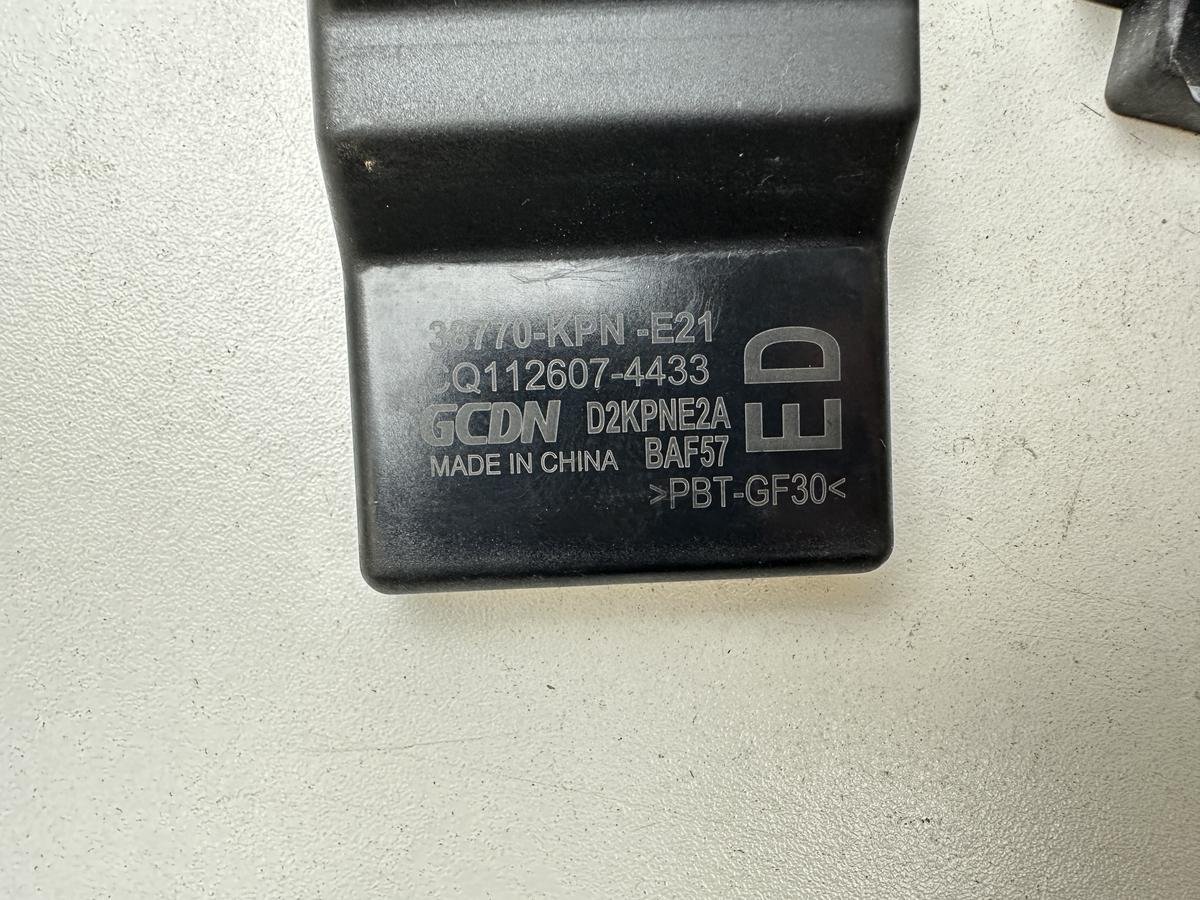 38770-KPN -E21
CQ112607-4433
GCDN D2KPNE2A
MADE IN CHINA BAF57
>PBT-GF30<
ED